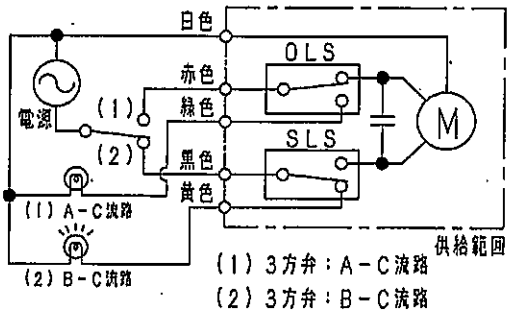 白色
OLS
赤色
緑色
電源
(1)
(2)
M
SLS
黒色
黄色
(1) A-C流路
(2) B-C流路
供給範囲
(1) 3方弁:A-C流路
(2) 3方弁:B-C流路